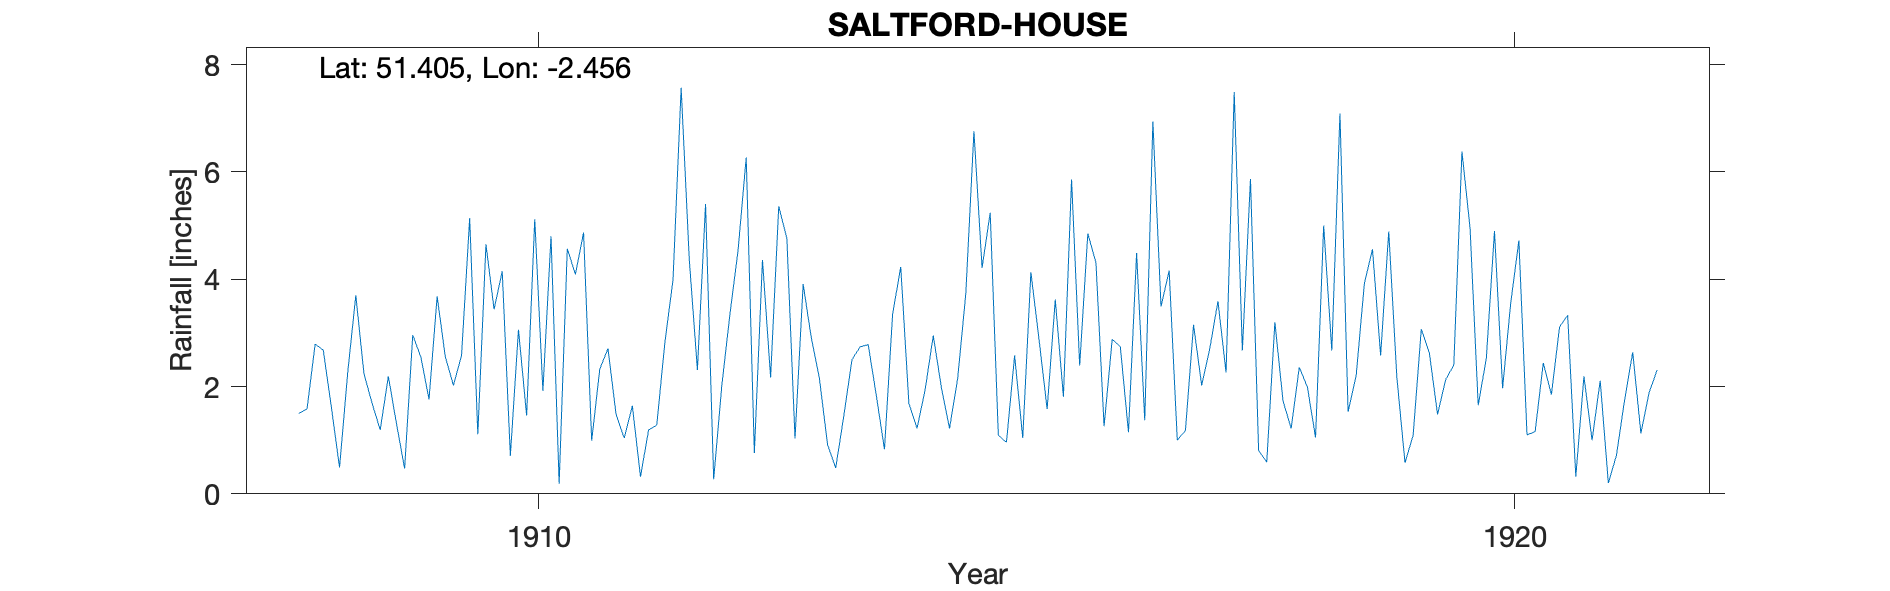 SALTFORD-HOUSE
Lat: 51.405, Lon: -2.456
8
6
4
2
0
Rainfall [inches]
1910
1920
Year